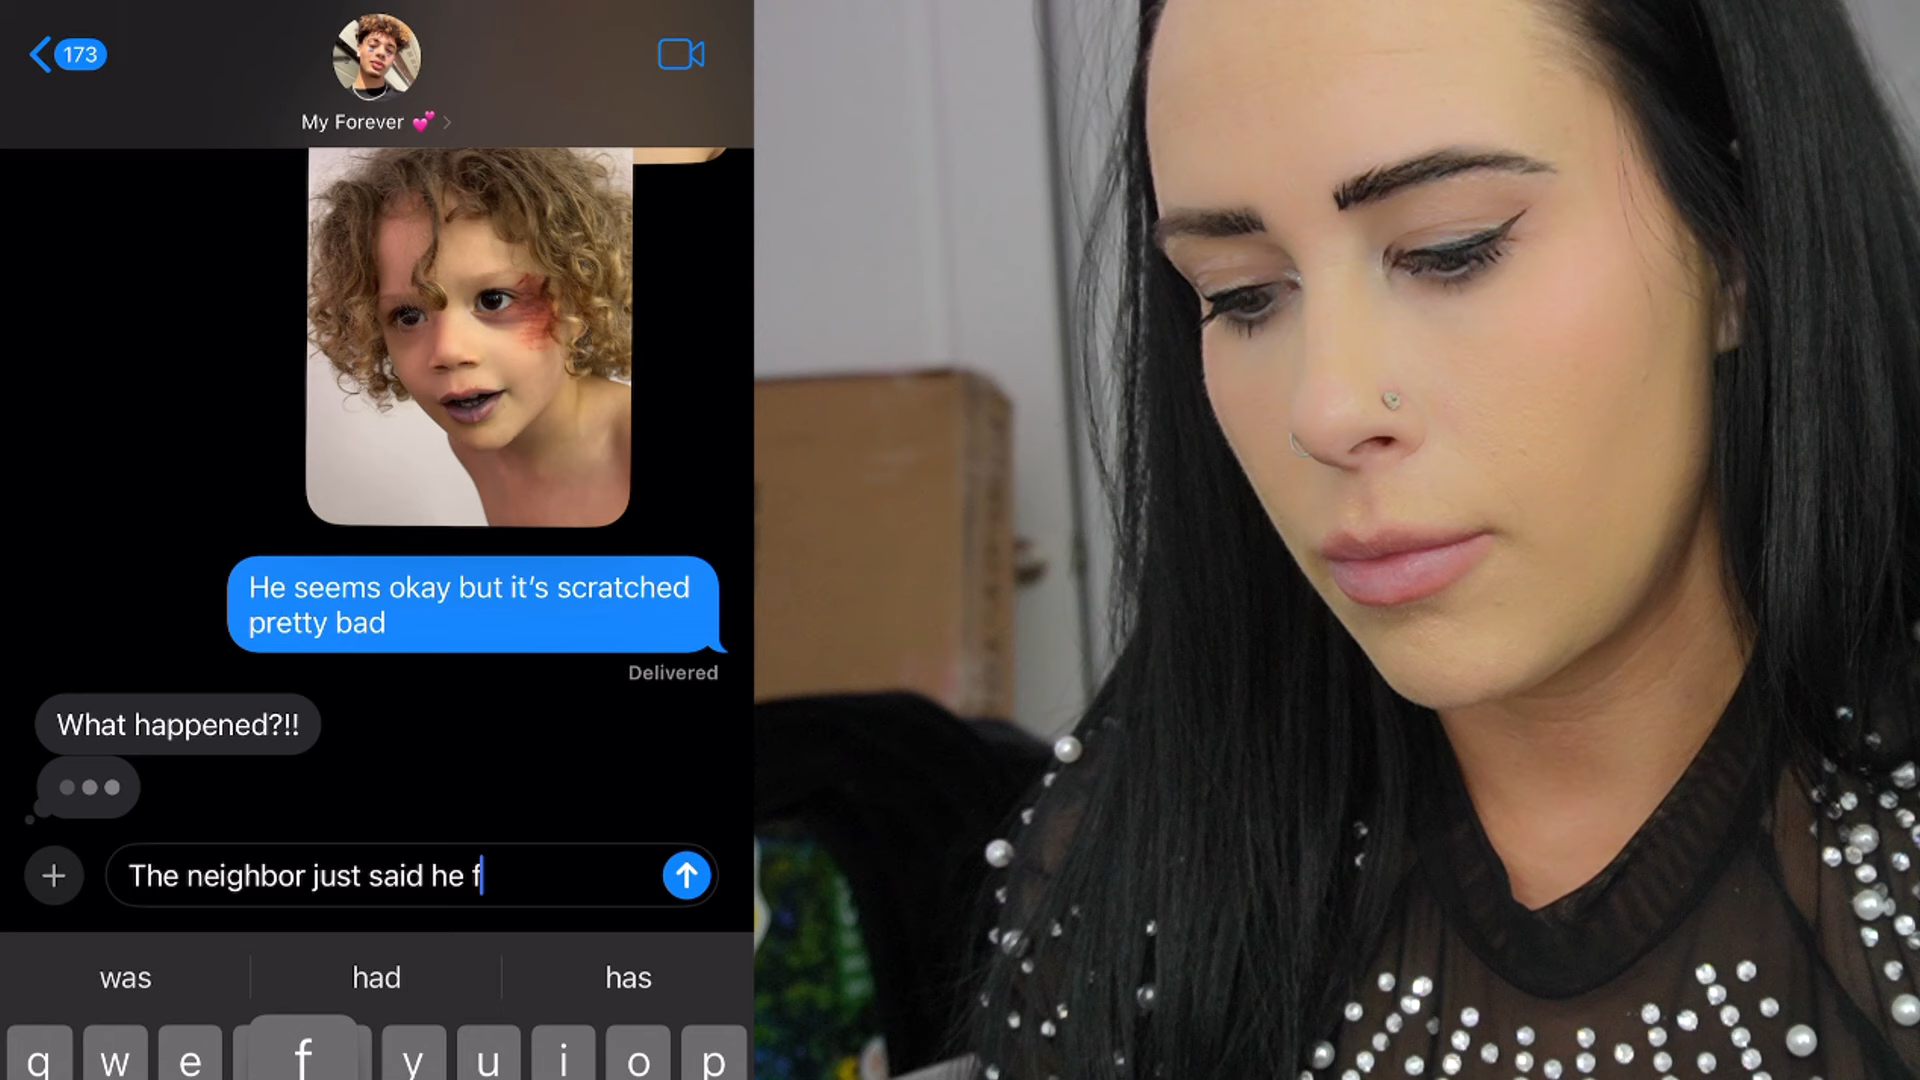 173
My Forever 💕
He seems okay but it's scratched
pretty bad
Delivered
What happened?!!
The neighbor just said he f
was had has
q w e f y u i o p